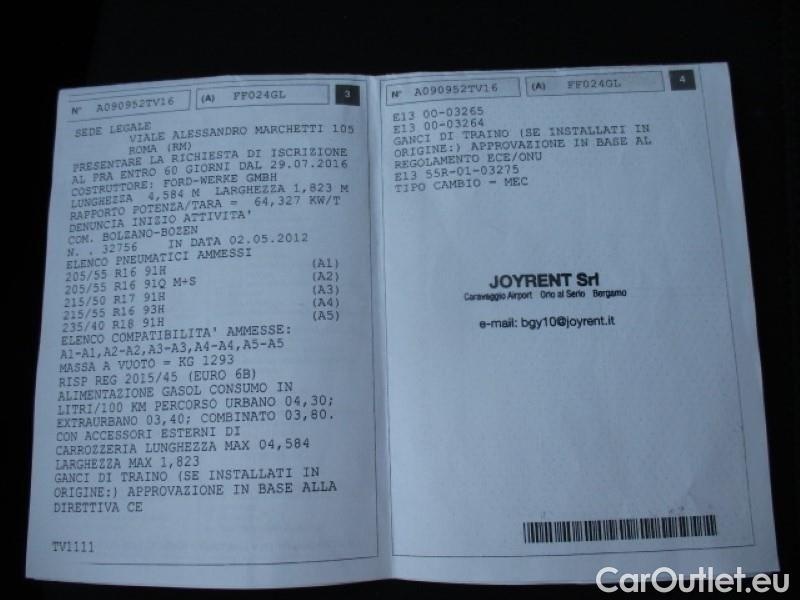 N° A090952TV16 (A) FF024GL 3
SEDE LEGALE
VIALE ALESSANDRO MARCHETTI 105
ROMA (RM)
PRESENTARE LA RICHIESTA DI ISCRIZIONE
AL PRA ENTRO 60 GIORNI DAL 29.07.2016
COSTRUTTORE: FORD-WERKE GMBH
LUNGHEZZA 4,584 M LARGHEZZA 1,823 M
RAPPORTO POTENZA/TARA = 64,327 KW/T
DENUNCIA INIZIO ATTIVITA'
COM. BOLZANO-BOZEN
N. . 32756 IN DATA 02.05.2012
ELENCO PNEUMATICI AMMESSI
205/55 R16 91H (A1)
205/55 R16 91Q M+S (A2)
215/50 R17 91H (A3)
215/55 R16 93H (A4)
235/40 R18 91H (A5)
ELENCO COMPATIBILITA' AMMESSE:
A1-A1,A2-A2,A3-A3,A4-A4,A5-A5
MASSA A VUOTO = KG 1293
RISP REG 2015/45 (EURO 6B)
ALIMENTAZIONE GASOL CONSUMO IN
LITRI/100 KM PERCORSO URBANO 04,30;
EXTRAURBANO 03,40; COMBINATO 03,80.
CON ACCESSORI ESTERNI DI
CARROZZERIA LUNGHEZZA MAX 04,584
LARGHEZZA MAX 1,823
GANCI DI TRAINO (SE INSTALLATI IN
ORIGINE:) APPROVAZIONE IN BASE ALLA
DIRETTIVA CE
TV1111
N° A090952TV16 (A) FF024GL 4
E13 00-03265
E13 00-03264
GANCI DI TRAINO (SE INSTALLATI IN
ORIGINE:) APPROVAZIONE IN BASE AL
REGOLAMENTO ECE/ONU
E13 55R-01-03275
TIPO CAMBIO - MEC
JOYRENT Srl
Caravaggio Airport Orio al Serio Bergamo
e-mail: bgy10@joyrent.it
CarOutlet.eu